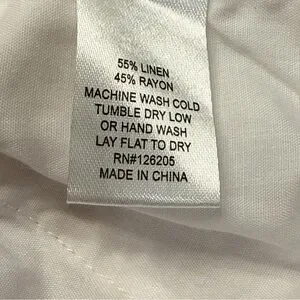 55% LINEN
45% RAYON
MACHINE WASH COLD
TUMBLE DRY LOW
OR HAND WASH
LAY FLAT TO DRY
RN#126205
MADE IN CHINA